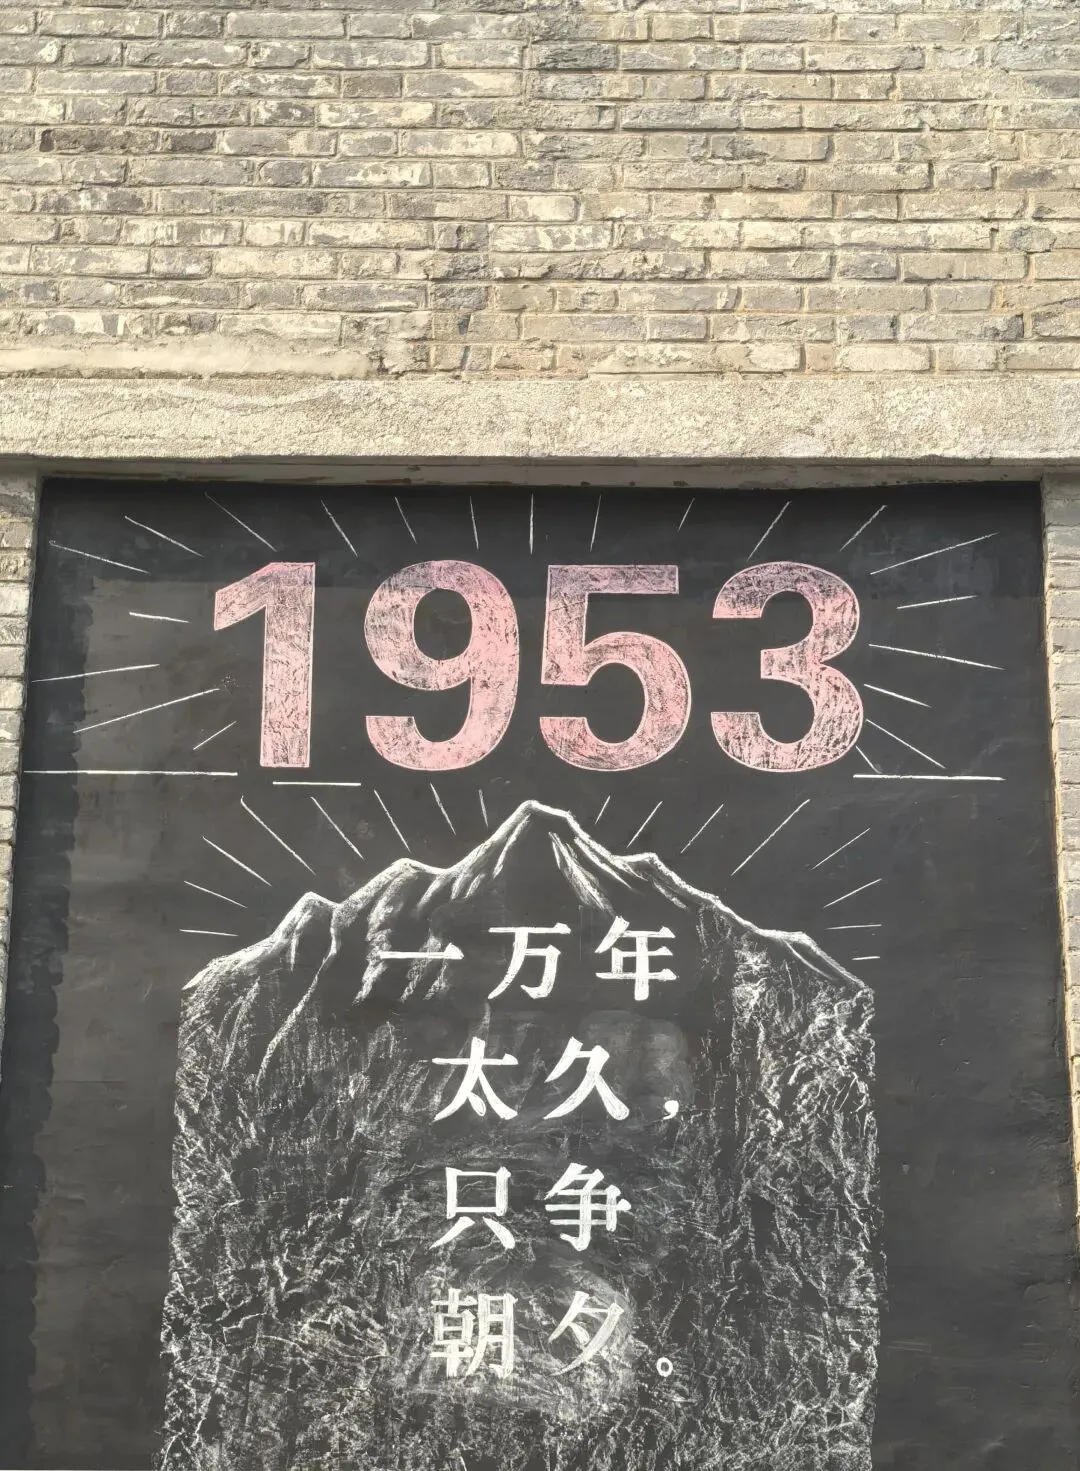 1953
一万年
太久，
只争
朝夕。